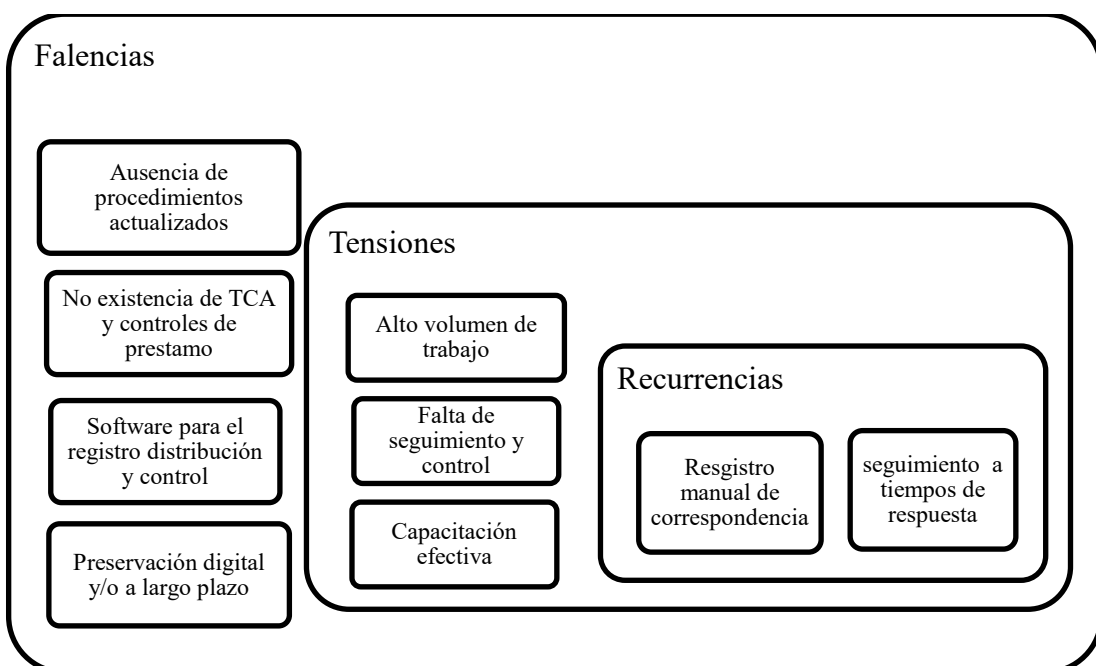 Falencias
Ausencia de
procedimientos
actualizados
No existencia de TCA
y controles de
prestamo
Software para el
registro distribución
y control
Preservación digital
y/o a largo plazo
Tensiones
Alto volumen de
trabajo
Falta de
seguimiento y
control
Capacitación
efectiva
Recurrencias
Resgistro
manual de
correspondencia
seguimiento a
tiempos de
respuesta